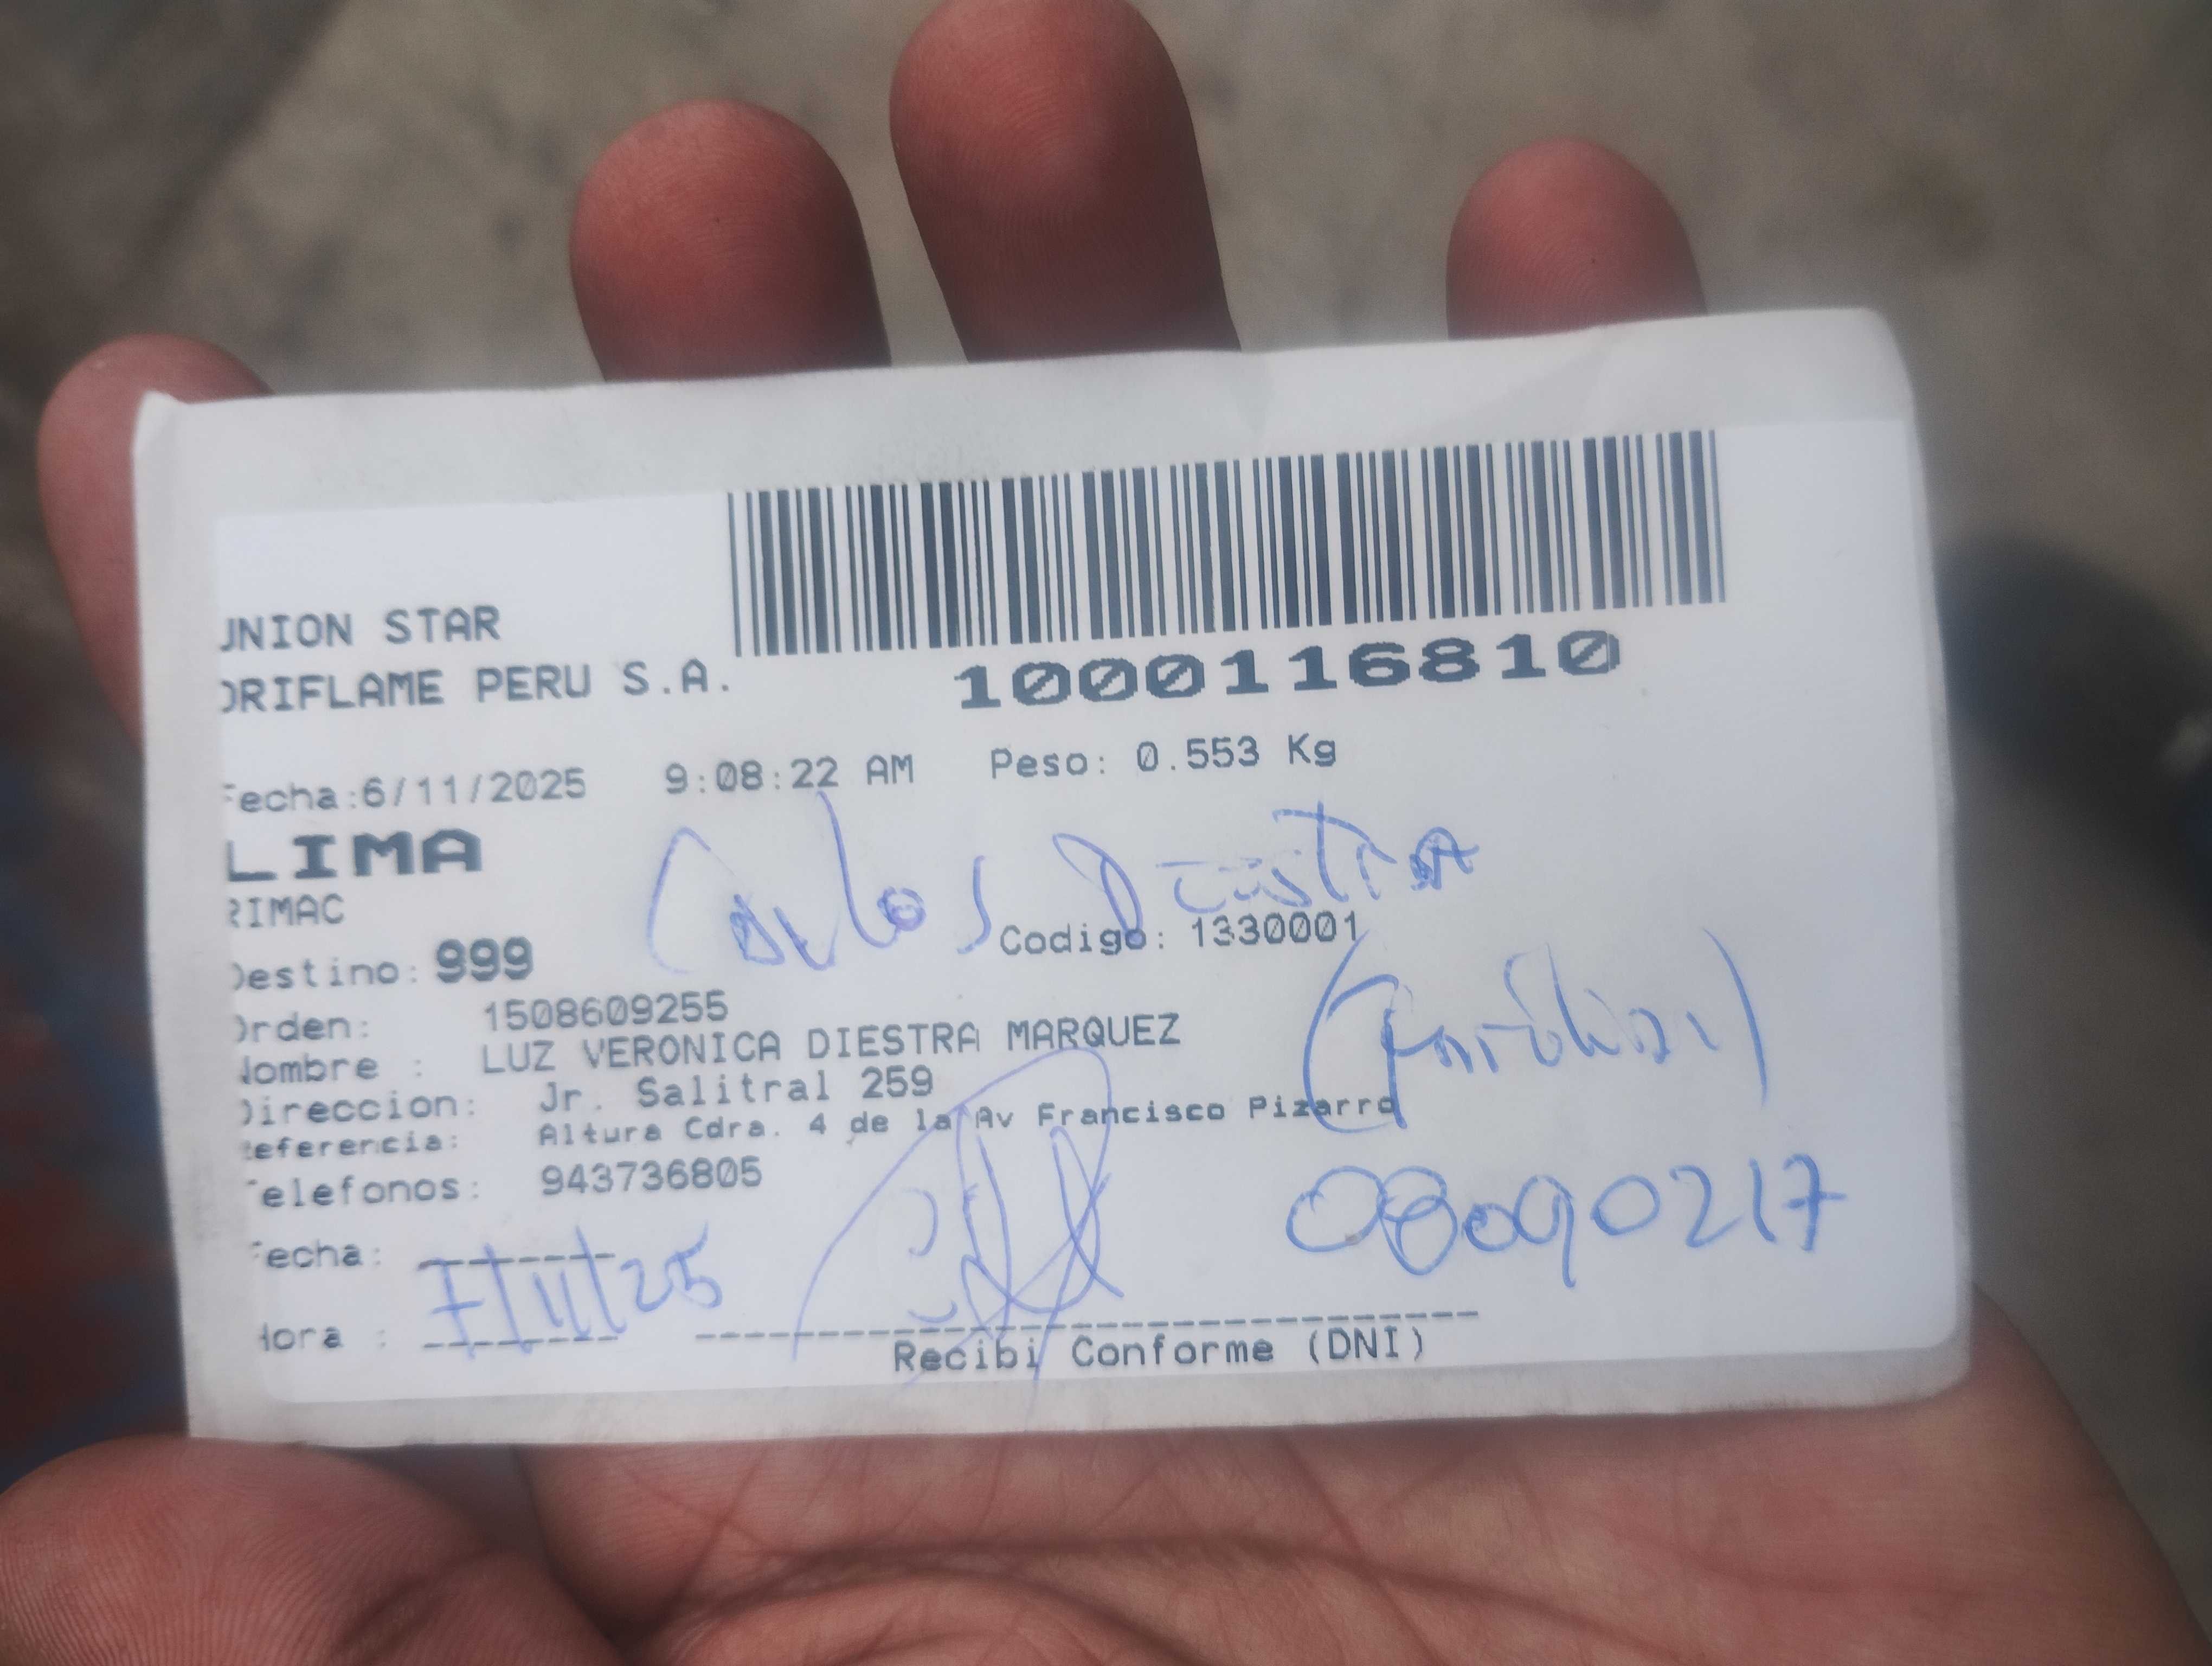 UNION STAR
ORIFLAME PERU S.A.
1000116810
Fecha:6/11/2025 9:08:22 AM Peso: 0.553 Kg
LIMA
RIMAC
Carlos Diestra
Destino: 999 Codigo: 1330001
Orden: 1508609255
Nombre : LUZ VERONICA DIESTRA MARQUEZ
(Familiar)
Direccion: Jr. Salitral 259
Referencia: Altura Cdra. 4 de la Av Francisco Pizarro
Telefonos: 943736805
08090217
Fecha: 7/11/25
Hora :
Recibi Conforme (DNI)